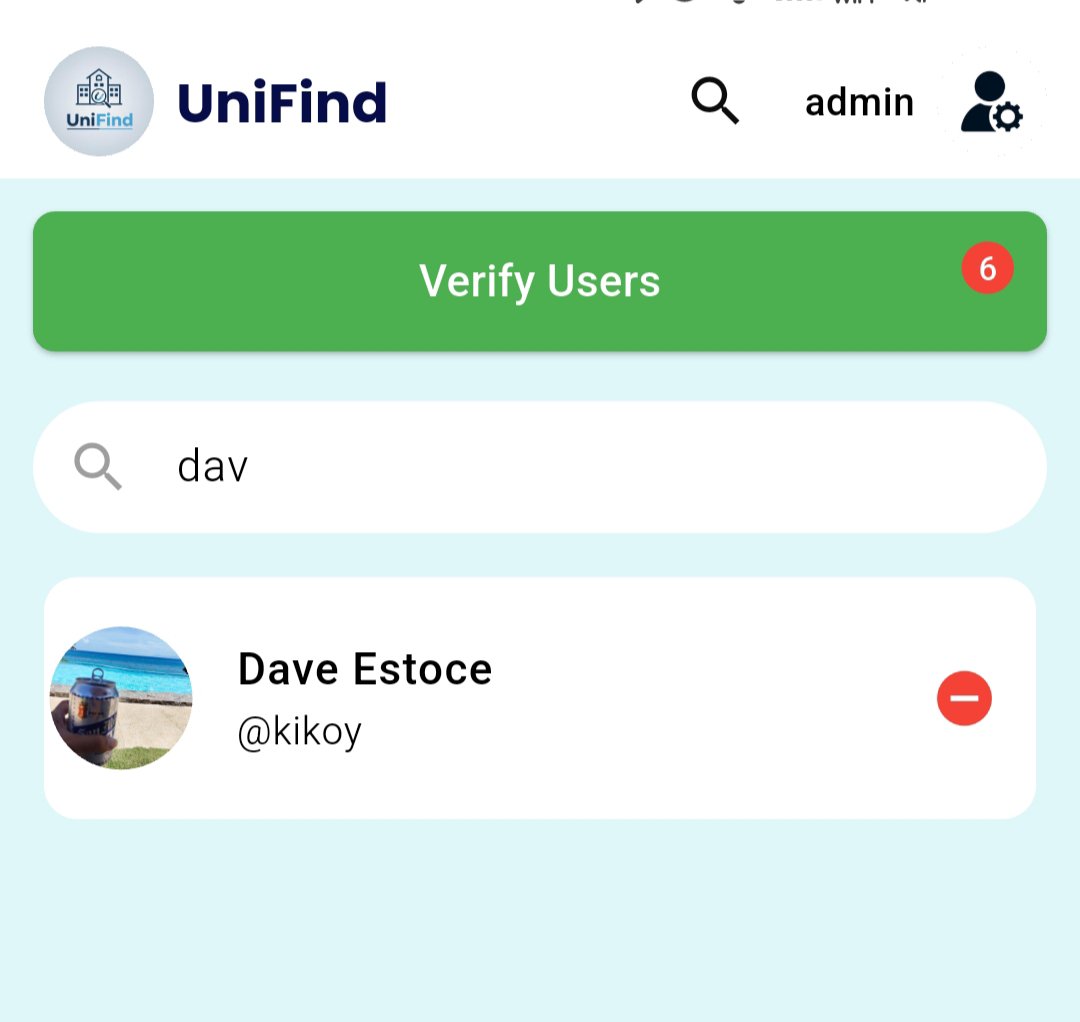 UniFind
UniFind
admin
Verify Users
6
dav
Dave Estoce
@kikoy